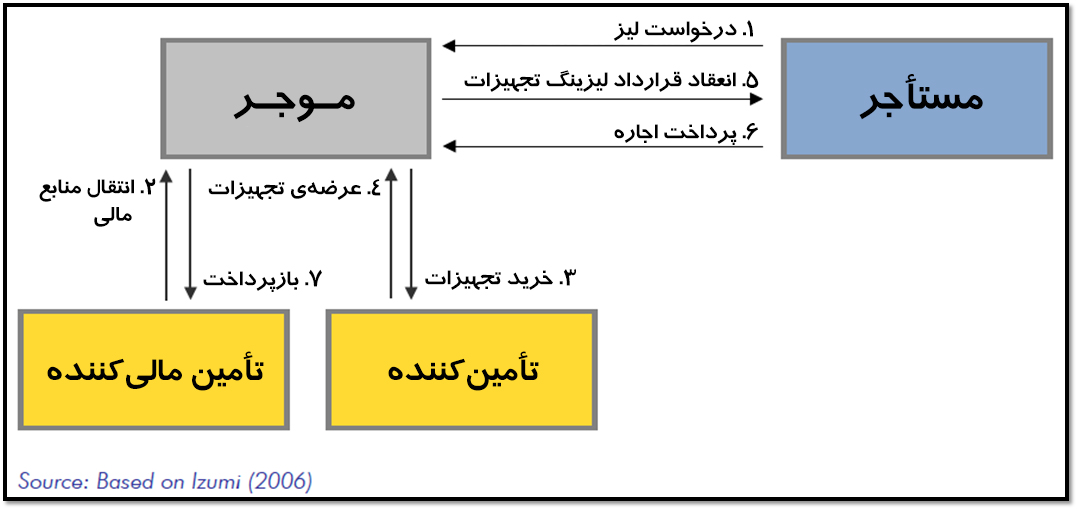 ۱. درخواست لیز
موجر
۵. انعقاد قرارداد لیزینگ تجهیزات
مستأجر
۶. پرداخت اجاره
۲. انتقال منابع
مالی
۴. عرضه‌ی تجهیزات
۷. بازپرداخت
۳. خرید تجهیزات
تأمین مالی‌کننده
تأمین‌کننده
Source: Based on Izumi (2006)